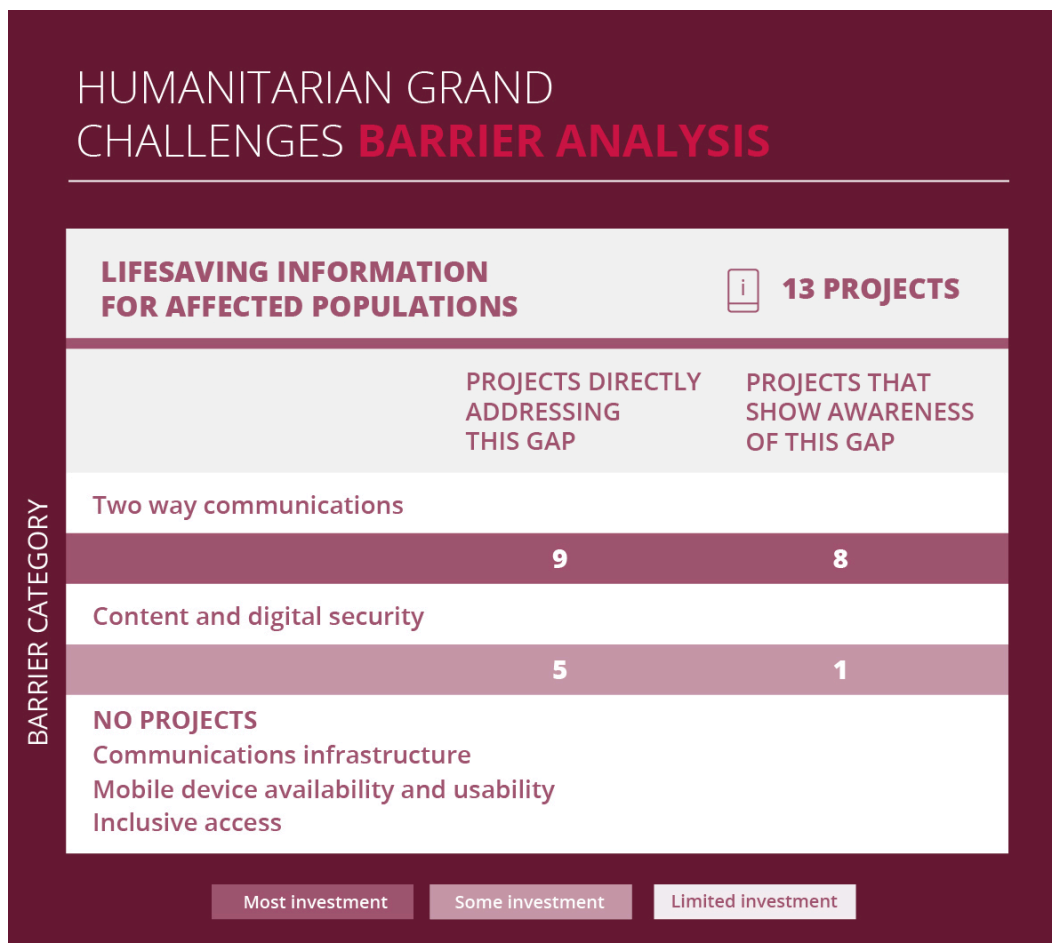 HUMANITARIAN GRAND
CHALLENGES BARRIER ANALYSIS
LIFESAVING INFORMATION
FOR AFFECTED POPULATIONS
i
13 PROJECTS
PROJECTS DIRECTLY
ADDRESSING
THIS GAP
PROJECTS THAT
SHOW AWARENESS
OF THIS GAP
BARRIER CATEGORY
Two way communications
9 8
Content and digital security
5 1
NO PROJECTS
Communications infrastructure
Mobile device availability and usability
Inclusive access
Most investment
Some investment
Limited investment